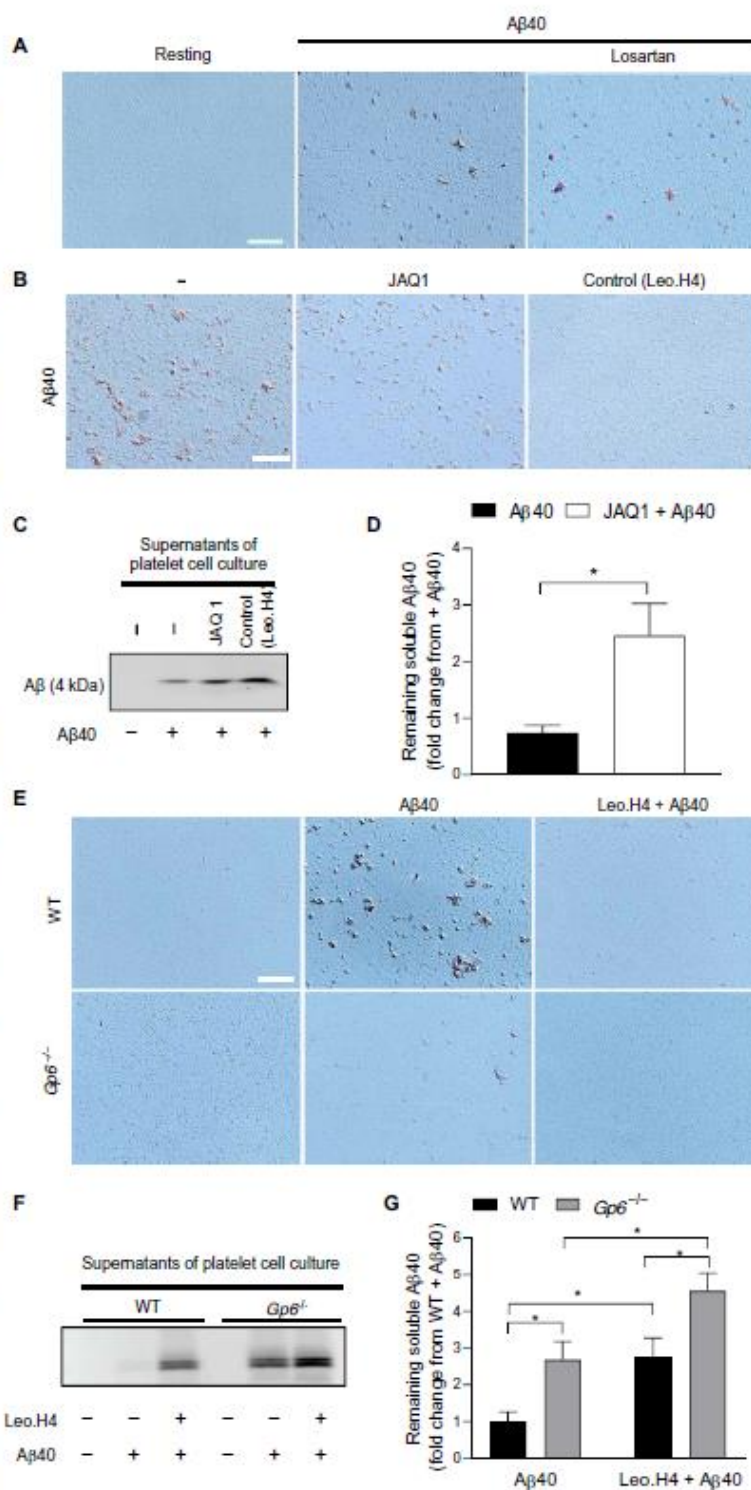 A
Aβ40
Resting
Losartan
B
–
JAQ1
Control (Leo.H4)
Aβ40
C
Supernatants of
platelet cell culture
–
–
JAQ 1
Control
(Leo.H4)
Aβ (4 kDa)
Aβ40
– + + +
D
Aβ40
JAQ1 + Aβ40
Remaining soluble Aβ40
(fold change from + Aβ40)
4
3
2
1
0
*
E
Aβ40
Leo.H4 + Aβ40
WT
Gp6-/-
F
Supernatants of platelet cell culture
WT
Gp6-/-
Leo.H4 – – + – – +
Aβ40 – + + – + +
G
WT
Gp6-/-
Remaining soluble Aβ40
(fold change from WT + Aβ40)
6
5
4
3
2
1
0
*
*
*
*
Aβ40
Leo.H4 + Aβ40